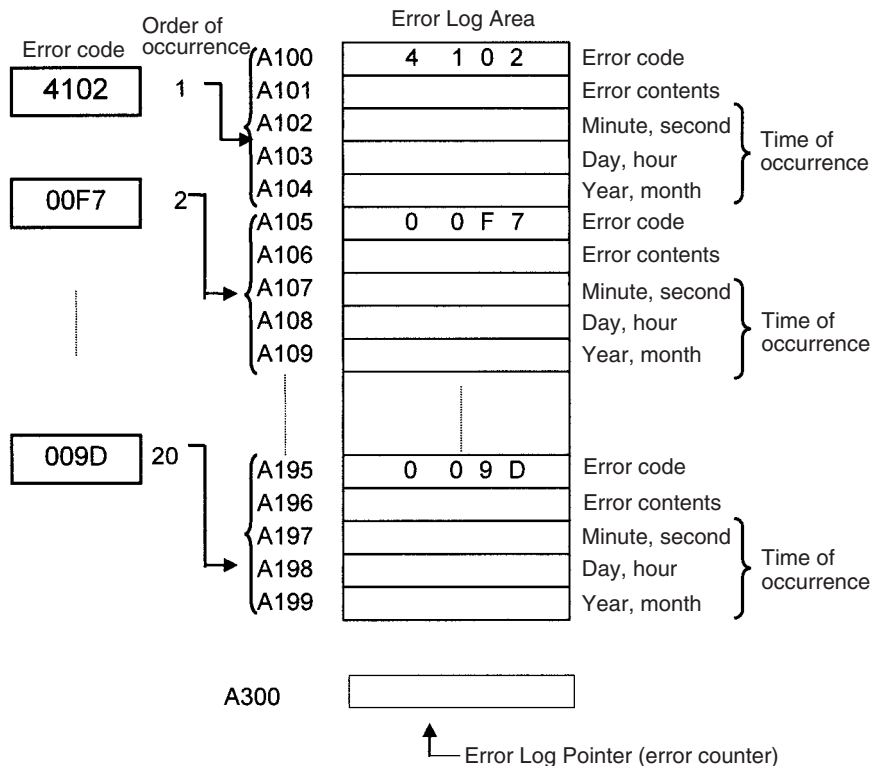 Error Log Area
Order of
occurrence
Error code
4102
1
A100
4 1 0 2
Error code
A101
Error contents
A102
Minute, second
A103
Day, hour
A104
Year, month
Time of
occurrence
00F7
2
A105
0 0 F 7
Error code
A106
Error contents
A107
Minute, second
A108
Day, hour
A109
Year, month
Time of
occurrence
009D
20
A195
0 0 9 D
Error code
A196
Error contents
A197
Minute, second
A198
Day, hour
A199
Year, month
Time of
occurrence
A300
Error Log Pointer (error counter)